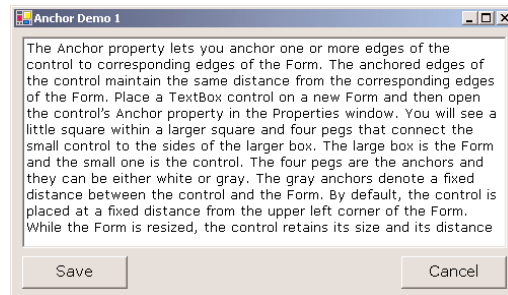 Anchor Demo 1
The Anchor property lets you anchor one or more edges of the
control to corresponding edges of the Form. The anchored edges of
the control maintain the same distance from the corresponding edges
of the Form. Place a TextBox control on a new Form and then open
the control's Anchor property in the Properties window. You will see a
little square within a larger square and four pegs that connect the
small control to the sides of the larger box. The large box is the Form
and the small one is the control. The four pegs are the anchors and
they can be either white or gray. The gray anchors denote a fixed
distance between the control and the Form. By default, the control is
placed at a fixed distance from the upper left corner of the Form.
While the Form is resized, the control retains its size and its distance
Save Cancel